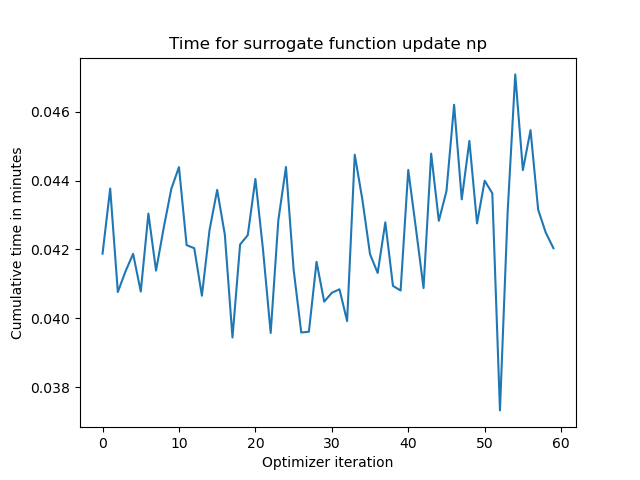 Time for surrogate function update np
Cumulative time in minutes
0.046
0.044
0.042
0.040
0.038
0 10 20 30 40 50 60
Optimizer iteration